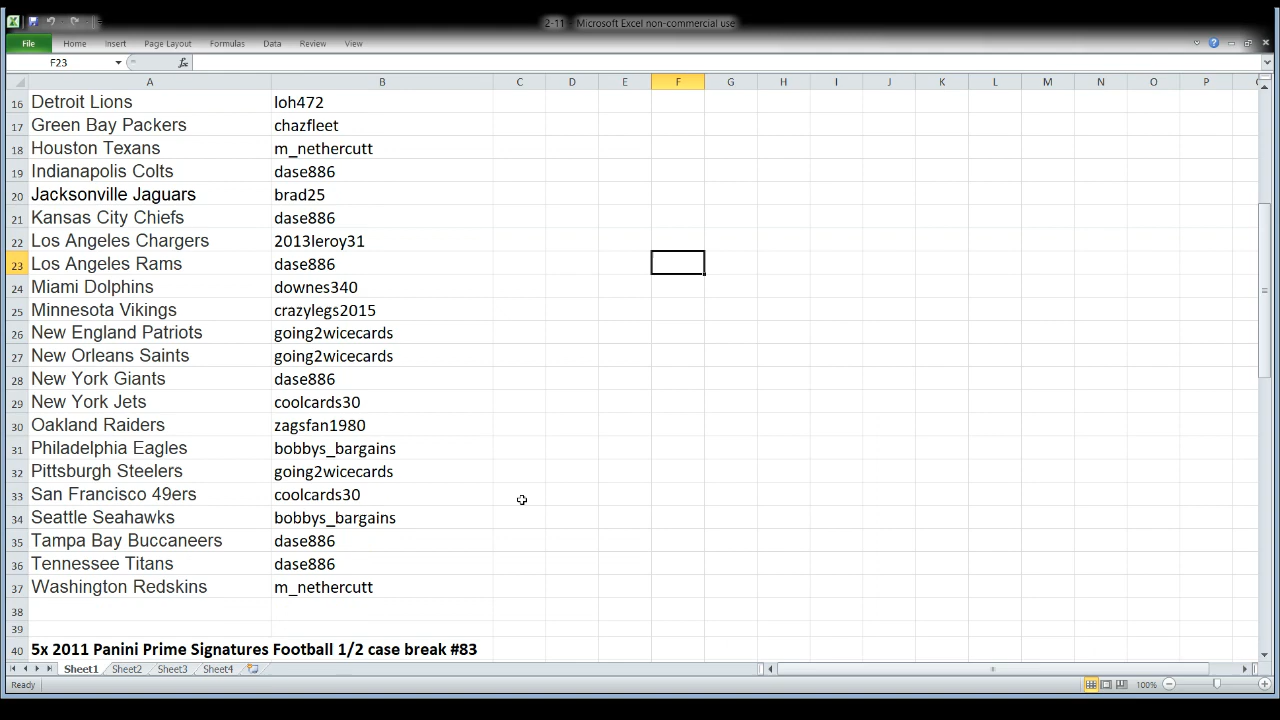 2-11 - Microsoft Excel non-commercial use
File Home Insert Page Layout Formulas Data Review View
F23 fx
A B C D E F G H I J K L M N O P
16 Detroit Lions loh472
17 Green Bay Packers chazfleet
18 Houston Texans m_nethercutt
19 Indianapolis Colts dase886
20 Jacksonville Jaguars brad25
21 Kansas City Chiefs dase886
22 Los Angeles Chargers 2013leroy31
23 Los Angeles Rams dase886
24 Miami Dolphins downes340
25 Minnesota Vikings crazylegs2015
26 New England Patriots going2wicecards
27 New Orleans Saints going2wicecards
28 New York Giants dase886
29 New York Jets coolcards30
30 Oakland Raiders zagsfan1980
31 Philadelphia Eagles bobbys_bargains
32 Pittsburgh Steelers going2wicecards
33 San Francisco 49ers coolcards30
34 Seattle Seahawks bobbys_bargains
35 Tampa Bay Buccaneers dase886
36 Tennessee Titans dase886
37 Washington Redskins m_nethercutt
38
39
40 5x 2011 Panini Prime Signatures Football 1/2 case break #83
Sheet1 Sheet2 Sheet3 Sheet4
Ready 100%